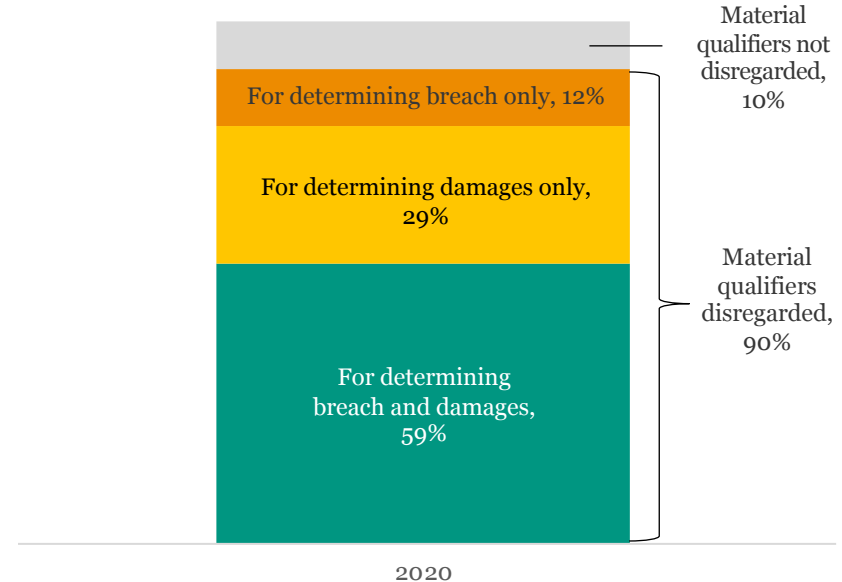 Material
qualifiers not
disregarded,
10%
For determining breach only, 12%
For determining damages only,
29%
Material
qualifiers
disregarded,
90%
For determining
breach and damages,
59%
2020